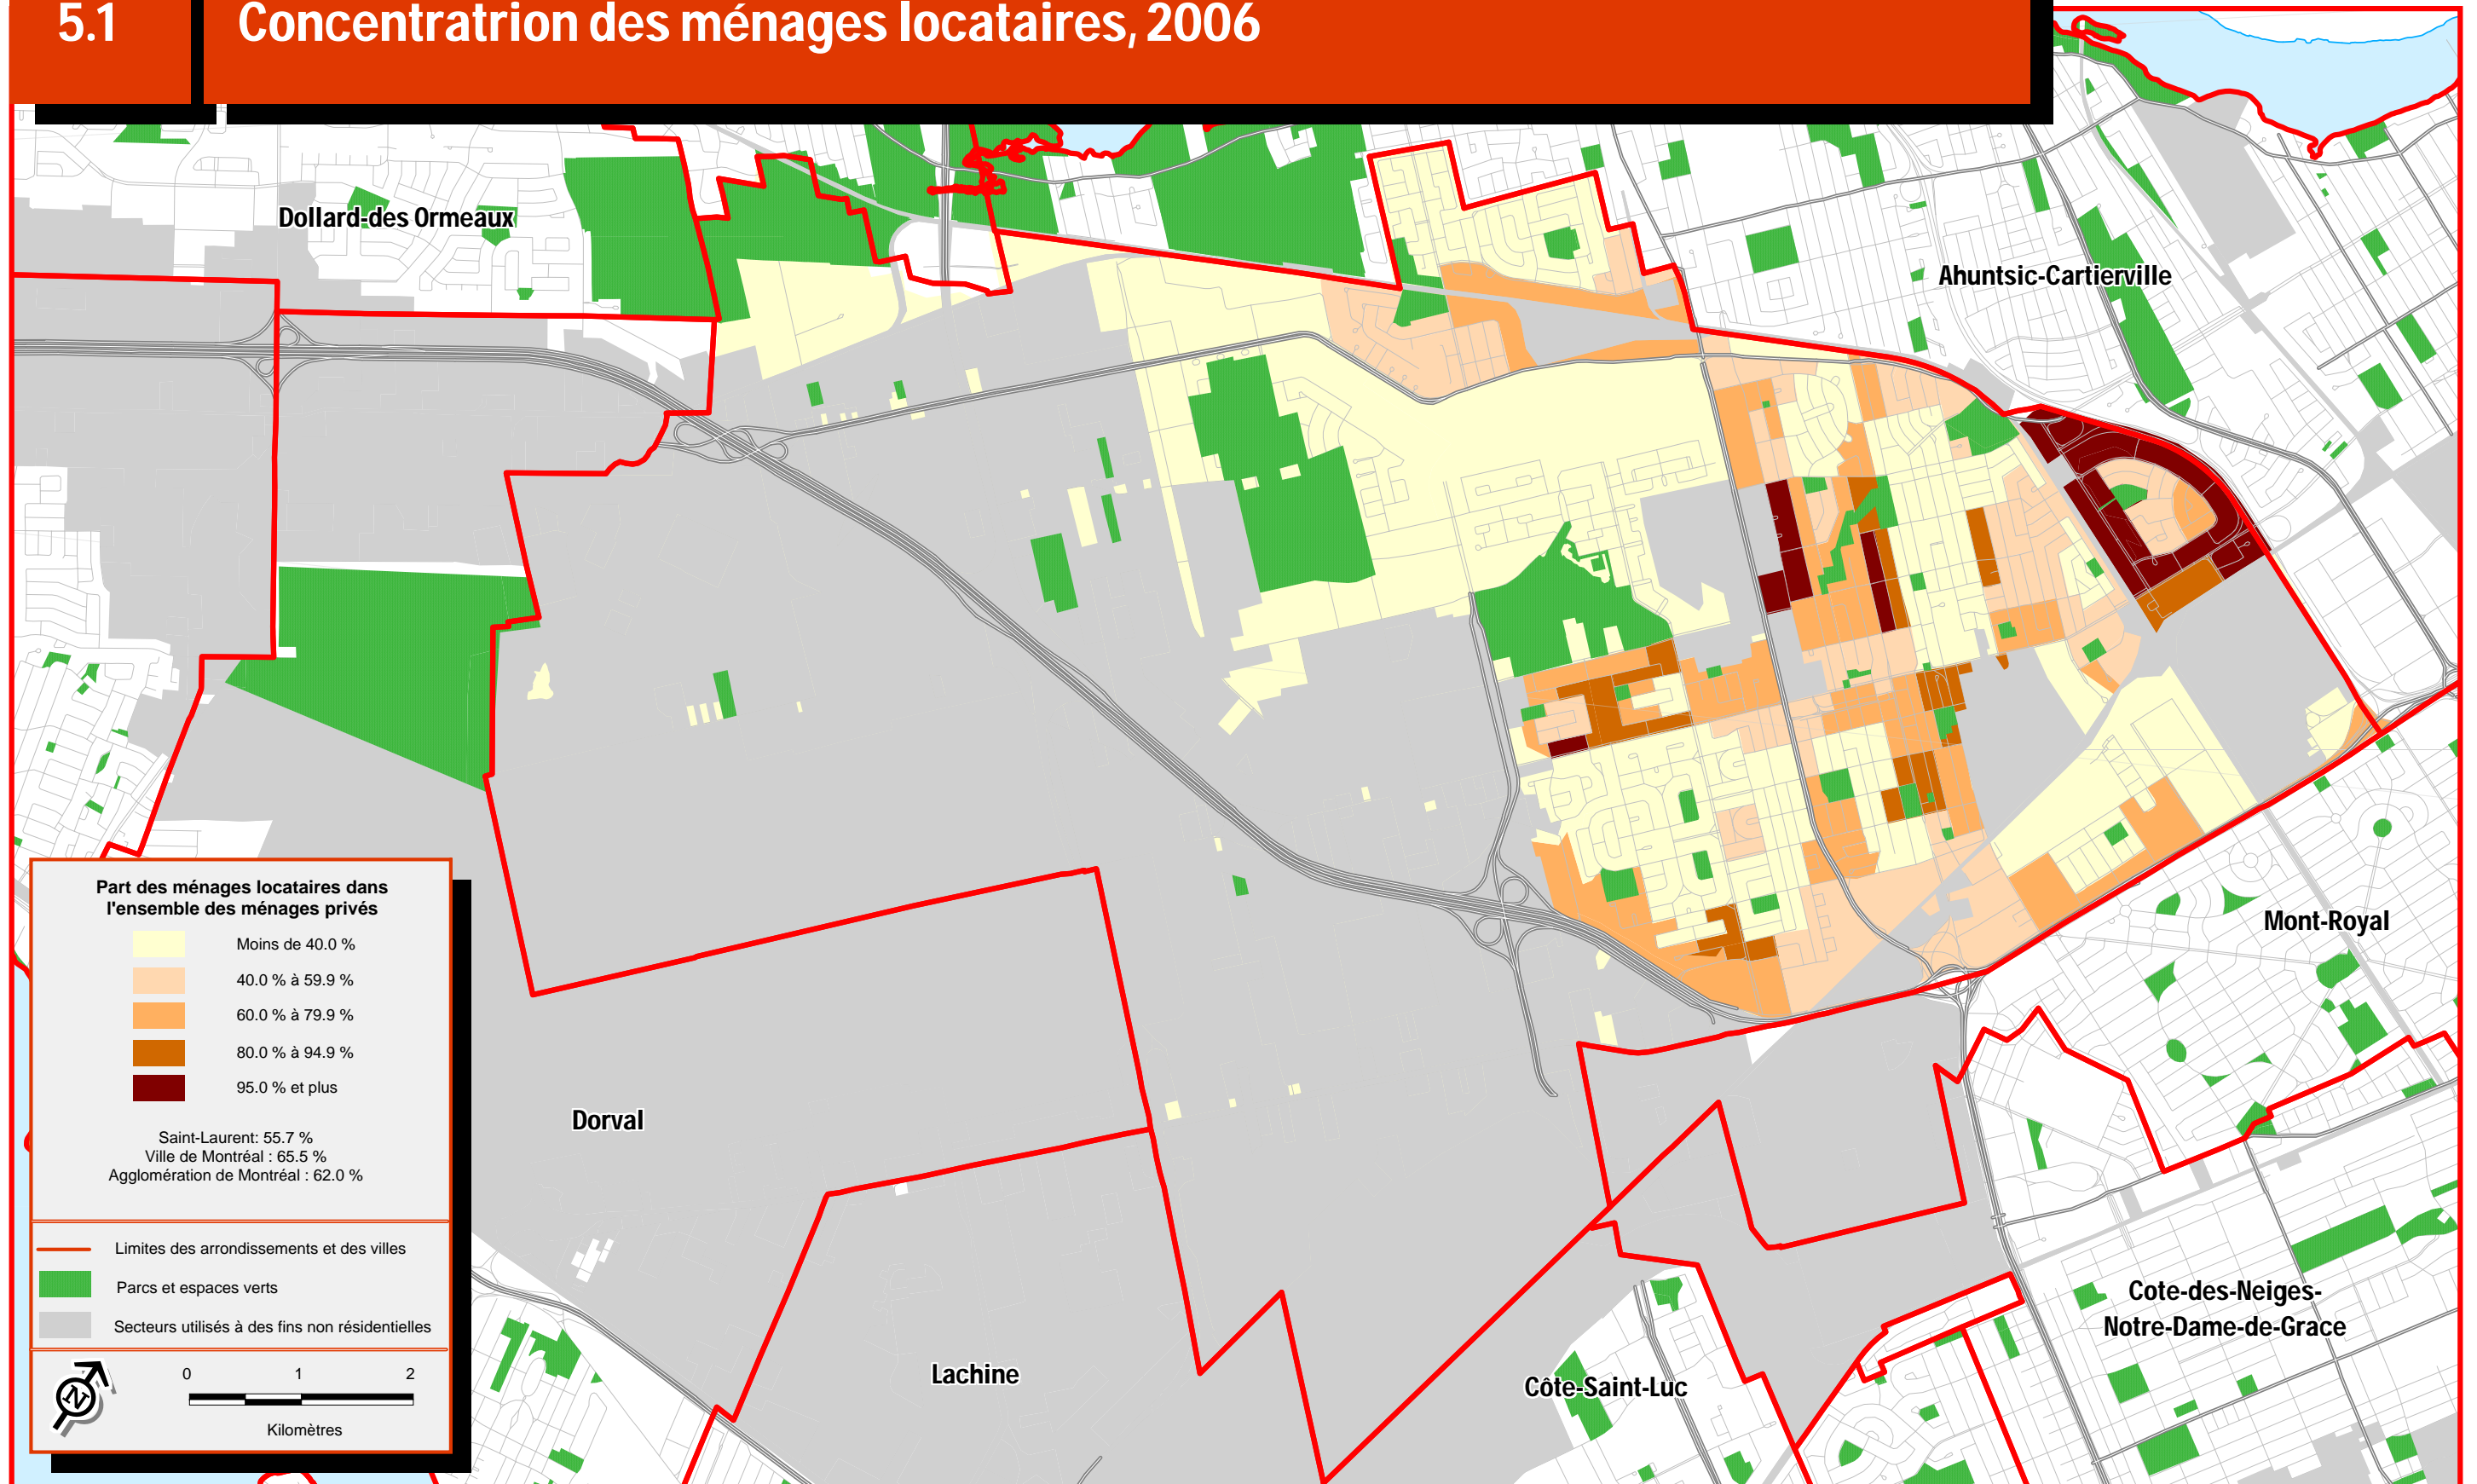 5.1
Concentratrion des ménages locataires, 2006
Dollard-des Ormeaux
Ahuntsic-Cartierville
Mont-Royal
Dorval
Lachine
Côte-Saint-Luc
Cote-des-Neiges-
Notre-Dame-de-Grace
Part des ménages locataires dans
l'ensemble des ménages privés
Moins de 40.0 %
40.0 % à 59.9 %
60.0 % à 79.9 %
80.0 % à 94.9 %
95.0 % et plus
Saint-Laurent: 55.7 %
Ville de Montréal : 65.5 %
Agglomération de Montréal : 62.0 %
Limites des arrondissements et des villes
Parcs et espaces verts
Secteurs utilisés à des fins non résidentielles
N
0 1 2
Kilomètres